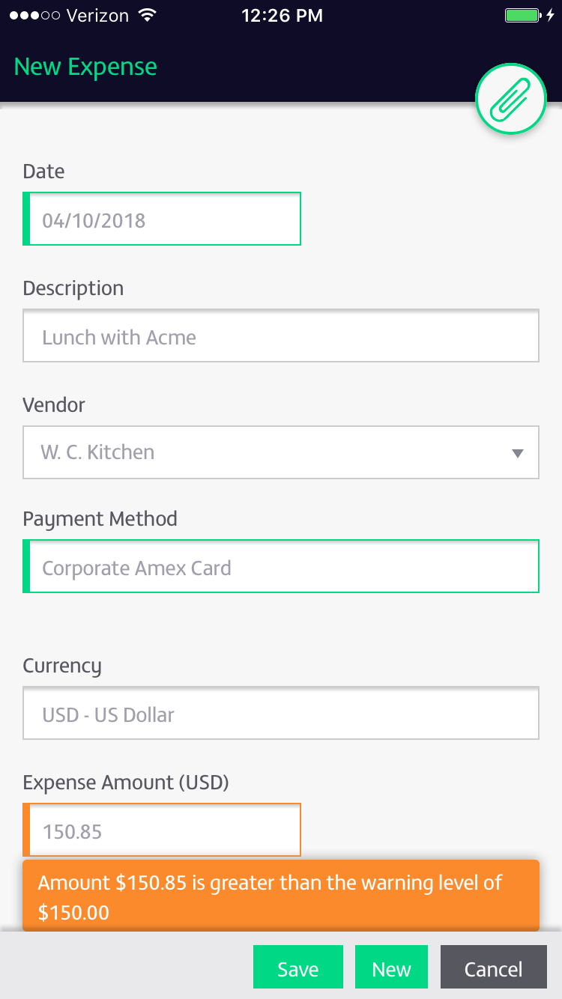 Verizon 12:26 PM
New Expense
Date
04/10/2018
Description
Lunch with Acme
Vendor
W. C. Kitchen
Payment Method
Corporate Amex Card
Currency
USD - US Dollar
Expense Amount (USD)
150.85
Amount $150.85 is greater than the warning level of
$150.00
Save New Cancel